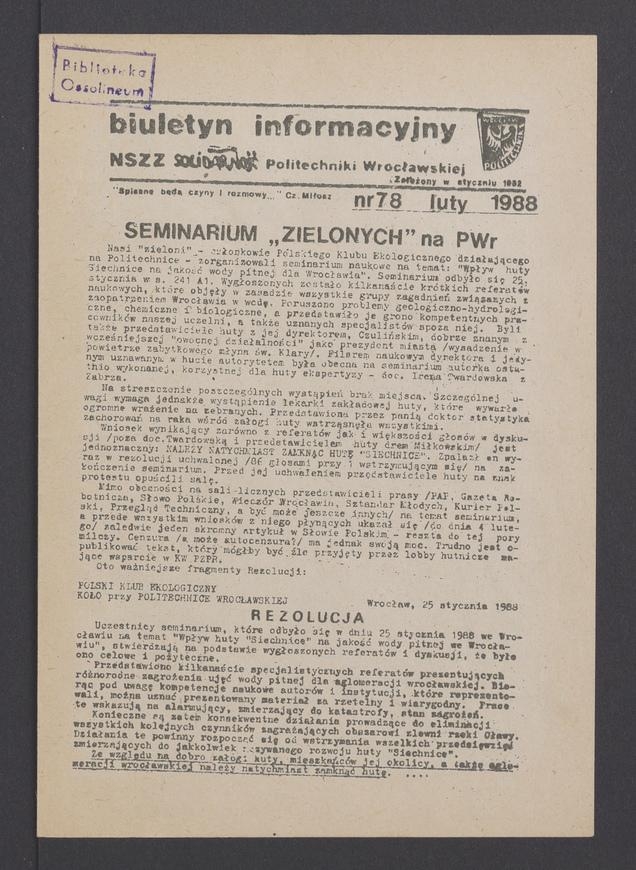 Biblioteka
Ossolineum
biuletyn informacyjny
NSZZ SOLIDARNOŚĆ Politechniki Wrocławskiej
WROCŁAW
POLITECHNIKA
Założony w styczniu 1982
"Spisane będą czyny i rozmowy..." Cz. Miłosz nr78 luty 1988
SEMINARIUM „ZIELONYCH" na PWr
Nasi "zieloni" - członkowie Polskiego Klubu Ekologicznego działającego
na Politechnice - zorganizowali seminarium naukowe na temat: "Wpływ huty
Siechnice na jakość wody pitnej dla Wrocławia". Seminarium odbyło się 25.
stycznia w s. 241 A1. Wygłoszonych zostało kilkanaście krótkich referatów
naukowych, które objęły w zasadzie wszystkie grupy zagadnień związanych z
zaopatrzeniem Wrocławia w wodę. Poruszono problemy geologiczno-hydrologi-
czne, chemiczne i biologiczne, a przedstawiło je grono kompetentnych pra-
cowników naszej uczelni, a także uznanych specjalistów spoza niej. Byli
także przedstawiciele huty z jej dyrektorem, Czulińskim, dobrze znanym z
wcześniejszej "owocnej działalności" jako prezydent miasta /wysadzenie w
powietrze zabytkowego młyna św. Klary/. Pilarem naukowym dyrektora i jedy-
nym uznawanym w hucie autorytetem była obecna na seminarium autorka osta-
tnio wykonanej, korzystnej dla huty ekspertyzy - doc. Irena Twardowska z
Zabrza.
Na streszczenie poszczególnych wystąpień brak miejsca. Szczególnej u-
wagi wymaga jednakże wystąpienie lekarki zakładowej huty, które wywarło
ogromne wrażenie na zebranych. Przedstawiona przez panią doktor statystyka
zachorowań na raka wśród załogi huty wstrząsnęła wszystkimi.
Wniosek wynikający zarówno z referatów jak i większości głosów w dysku-
sji /poza doc.Twardowską i przedstawicielem huty drem Miłkowskim/ jest
jednoznaczny: NALEŻY NATYCHMIAST ZAMKNĄĆ HUTĘ "SIECHNICE". Znalazł on wy-
raz w rezolucji uchwalonej /86 głosami przy 1 wstrzymującym się/ na za-
kończenie seminarium. Przed jej uchwaleniem przedstawiciele huty na znak
protestu opuścili salę.
Mimo obecności na sali licznych przedstawicieli prasy /PAP, Gazeta Ro-
botnicza, Słowo Polskie, Wieczór Wrocławia, Sztandar Młodych, Kurier Pol-
ski, Przegląd Techniczny, a być może jeszcze innych/ na temat seminarium,
a przede wszystkim wniosków z niego płynących ukazał się /do dnia 4 lute-
go/ zaledwie jeden skromny artykuł w Słowie Polskim - reszta do tej pory
milczy. Cenzura /a może autocenzura?/ ma jednak swoją moc. Trudno jest o-
publikować tekst, który mógłby być źle przyjęty przez lobby hutnicze ma-
jące wsparcie w KW PZPR.
Oto ważniejsze fragmenty Rezolucji:
POLSKI KLUB EKOLOGICZNY
KOŁO przy POLITECHNICE WROCŁAWSKIEJ Wrocław, 25 stycznia 1988
REZOLUCJA
Uczestnicy seminarium, które odbyło się w dniu 25 stycznia 1988 we Wro-
cławiu na temat "Wpływ huty "Siechnice" na jakość wody pitnej we Wrocła-
wiu", stwierdzają na podstawie wygłoszonych referatów i dyskusji, że było
ono celowe i pożyteczne.
Przedstawiono kilkanaście specjalistycznych referatów prezentujących
różnorodne zagrożenia ujęć wody pitnej dla aglomeracji wrocławskiej. Bio-
rąc pod uwagę kompetencje naukowe autorów i instytucji, które reprezento-
wali, można uznać prezentowany materiał za rzetelny i wiarygodny. Prace
te wskazują na alarmujący, zmierzający do katastrofy, stan zagrożeń.
Konieczne są zatem konsekwentne działania prowadzące do eliminacji
wszystkich kolejnych czynników zagrażających obszarowi zlewni rzeki Oławy.
Działania te powinny rozpocząć się od wstrzymania wszelkich przedsięwzięć
zmierzających do jakkolwiek nazywanego rozwoju huty "Siechnice".
Ze względu na dobro załogi huty, mieszkańców jej okolicy, a także aglo-
meracji wrocławskiej należy natychmiast zamknąć hutę. ....